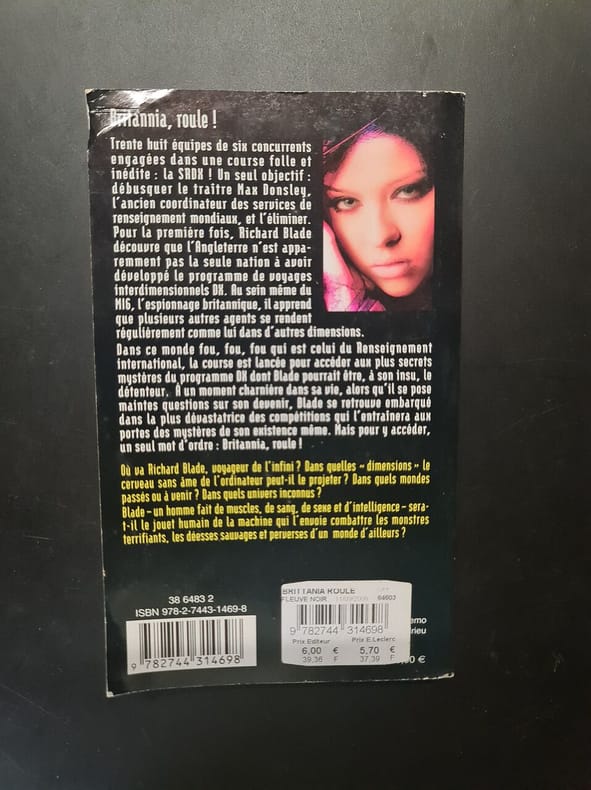 Britannia, roule !
Trente huit équipes de six concurrents
engagées dans une course folle et
inédite : la SRDX ! Un seul objectif :
débusquer le traître Max Donsley,
l'ancien coordinateur des services de
renseignement mondiaux, et l'éliminer.
Pour la première fois, Richard Blade
découvre que l'Angleterre n'est appa-
remment pas la seule nation à avoir
développé le programme de voyages
interdimensionnels DX. Au sein même du
MI6, l'espionnage britannique, il apprend
que plusieurs autres agents se rendent
régulièrement comme lui dans d'autres dimensions.
Dans ce monde fou, fou, fou qui est celui du Renseignement
international, la course est lancée pour accéder aux plus secrets
mystères du programme DX dont Blade pourrait être, à son insu, le
détenteur. À un moment charnière dans sa vie, alors qu'il se pose
maintes questions sur son devenir, Blade se retrouve embarqué
dans la plus dévastatrice des compétitions qui l'entraînera aux
portes des mystères de son existence même. Mais pour y accéder,
un seul mot d'ordre : Britannia, roule !
Où va Richard Blade, voyageur de l'infini ? Dans quelles « dimensions » le
cerveau sans âme de l'ordinateur peut-il le projeter ? Dans quels mondes
passés ou à venir ? Dans quels univers inconnus ?
Blade – un homme fait de muscles, de sang, de sexe et d'intelligence – sera-
t-il le jouet humain de la machine qui l'envoie combattre les monstres
terrifiants, les déesses sauvages et perverses d'un monde d'ailleurs ?
38 6483 2
ISBN 978-2-7443-1469-8
9 782744 314698
BRITTANIA ROULE
FLEUVE NOIR 64603
9 782744 314698
Prix Editeur Prix E.Leclerc
6,00 € 5,70 €
39,36 F 37,39 F
emo
rieu
00 €